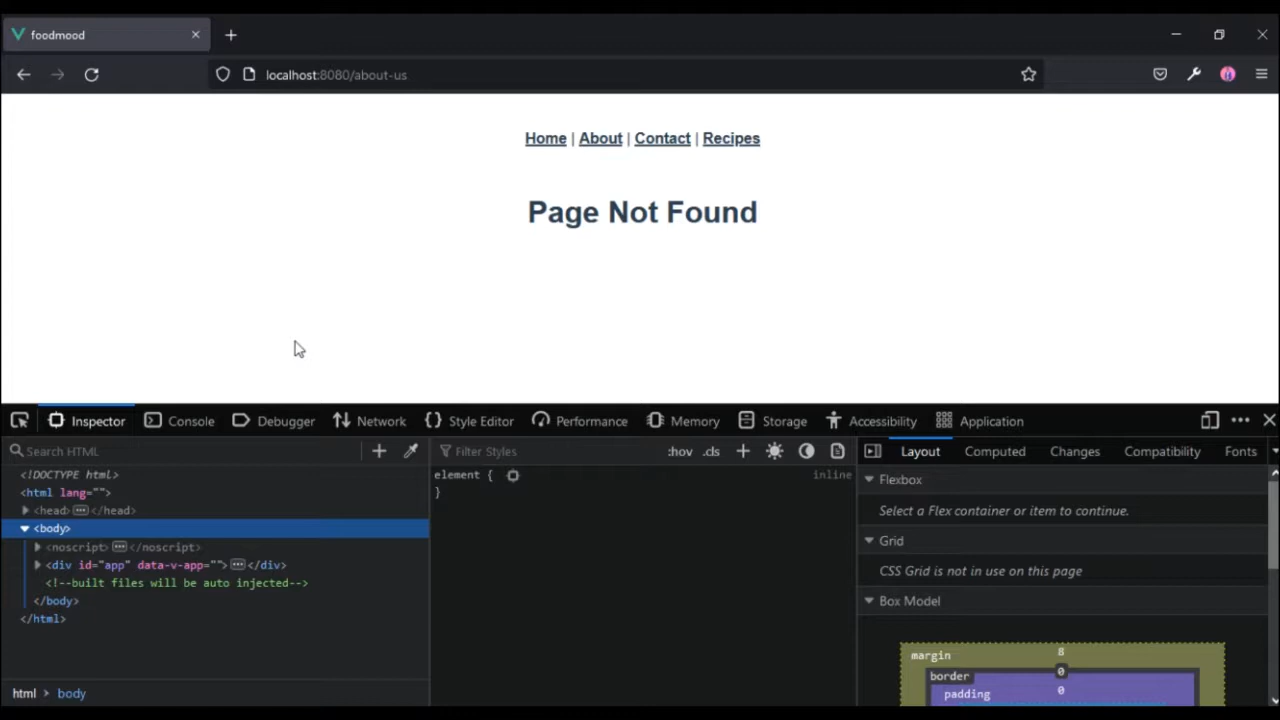 foodmood
localhost:8080/about-us
Home | About | Contact | Recipes
Page Not Found
Inspector Console Debugger Network Style Editor Performance Memory Storage Accessibility Application
Search HTML
Filter Styles :hov .cls
Layout Computed Changes Compatibility Fonts
<!DOCTYPE html>
<html lang="">
<head></head>
<body>
<noscript></noscript>
<div id="app" data-v-app=""></div>
<!--built files will be auto injected-->
</body>
</html>
html > body
element { inline
}
Flexbox
Select a Flex container or item to continue.
Grid
CSS Grid is not in use on this page
Box Model
margin 8
border 0
padding 0